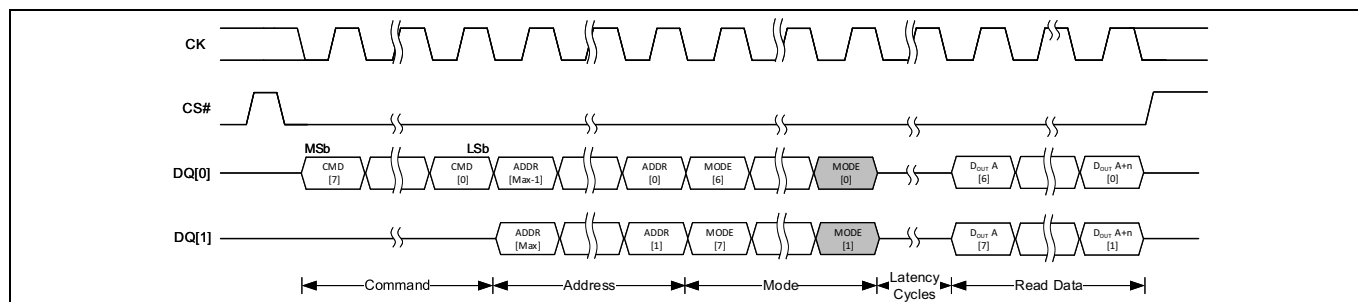 CK
CS#
MSb LSb
DQ[0] CMD [7] CMD [0] ADDR [Max-1] ADDR [0] MODE [6] MODE [0] DOUT A [6] DOUT A+n [0]
DQ[1] ADDR [Max] ADDR [1] MODE [7] MODE [1] DOUT A [7] DOUT A+n [1]
Command Address Mode Latency Cycles Read Data